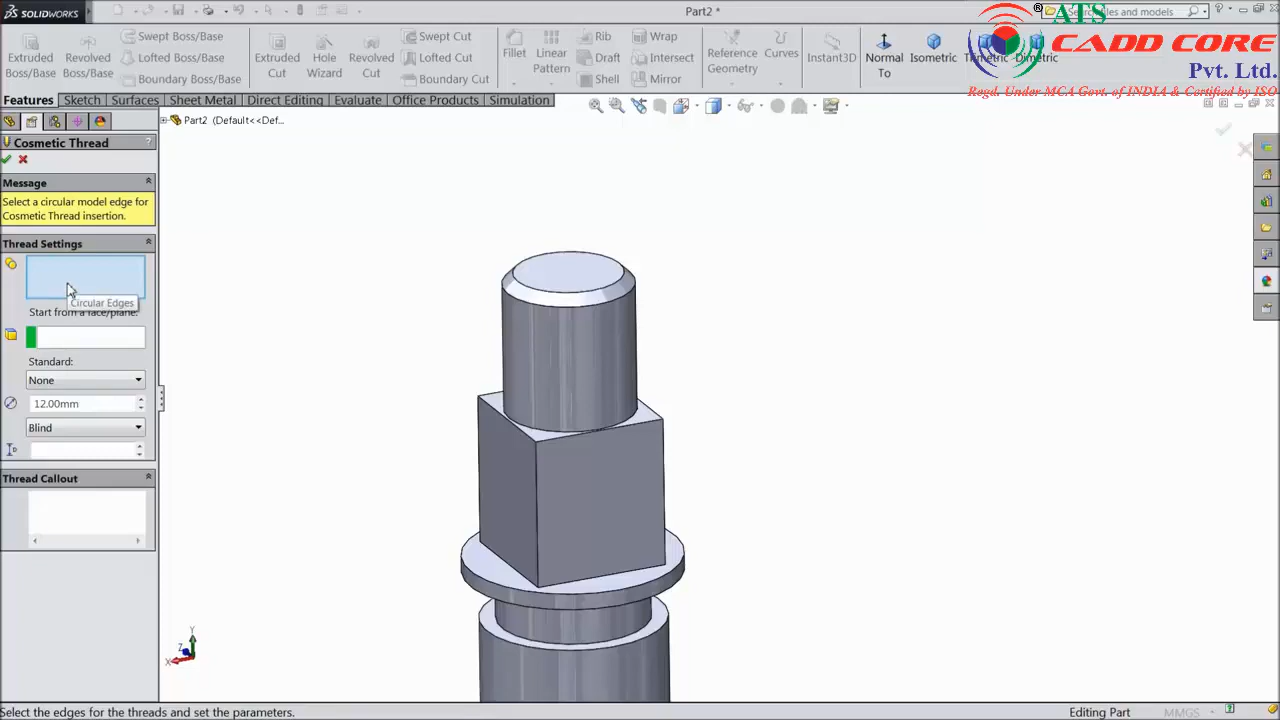 SOLIDWORKS
Part2 *
Search files and models
ATS
CADD CORE
Pvt. Ltd.
Regd. Under MCA Govt. of INDIA & Certified by ISO
Extruded Boss/Base
Revolved Boss/Base
Swept Boss/Base
Lofted Boss/Base
Boundary Boss/Base
Extruded Cut
Hole Wizard
Revolved Cut
Swept Cut
Lofted Cut
Boundary Cut
Fillet
Linear Pattern
Rib
Draft
Shell
Wrap
Intersect
Mirror
Reference Geometry
Curves
Instant3D
Normal To
Isometric
Trimetric
Dimetric
Features
Sketch
Surfaces
Sheet Metal
Direct Editing
Evaluate
Office Products
Simulation
Part2 (Default<<Def...
Cosmetic Thread
?
Message
Select a circular model edge for
Cosmetic Thread insertion.
Thread Settings
Circular Edges
Start from a face/plane:
Standard:
None
12.00mm
Blind
Thread Callout
Y
Z
X
Select the edges for the threads and set the parameters.
Editing Part
MMGS